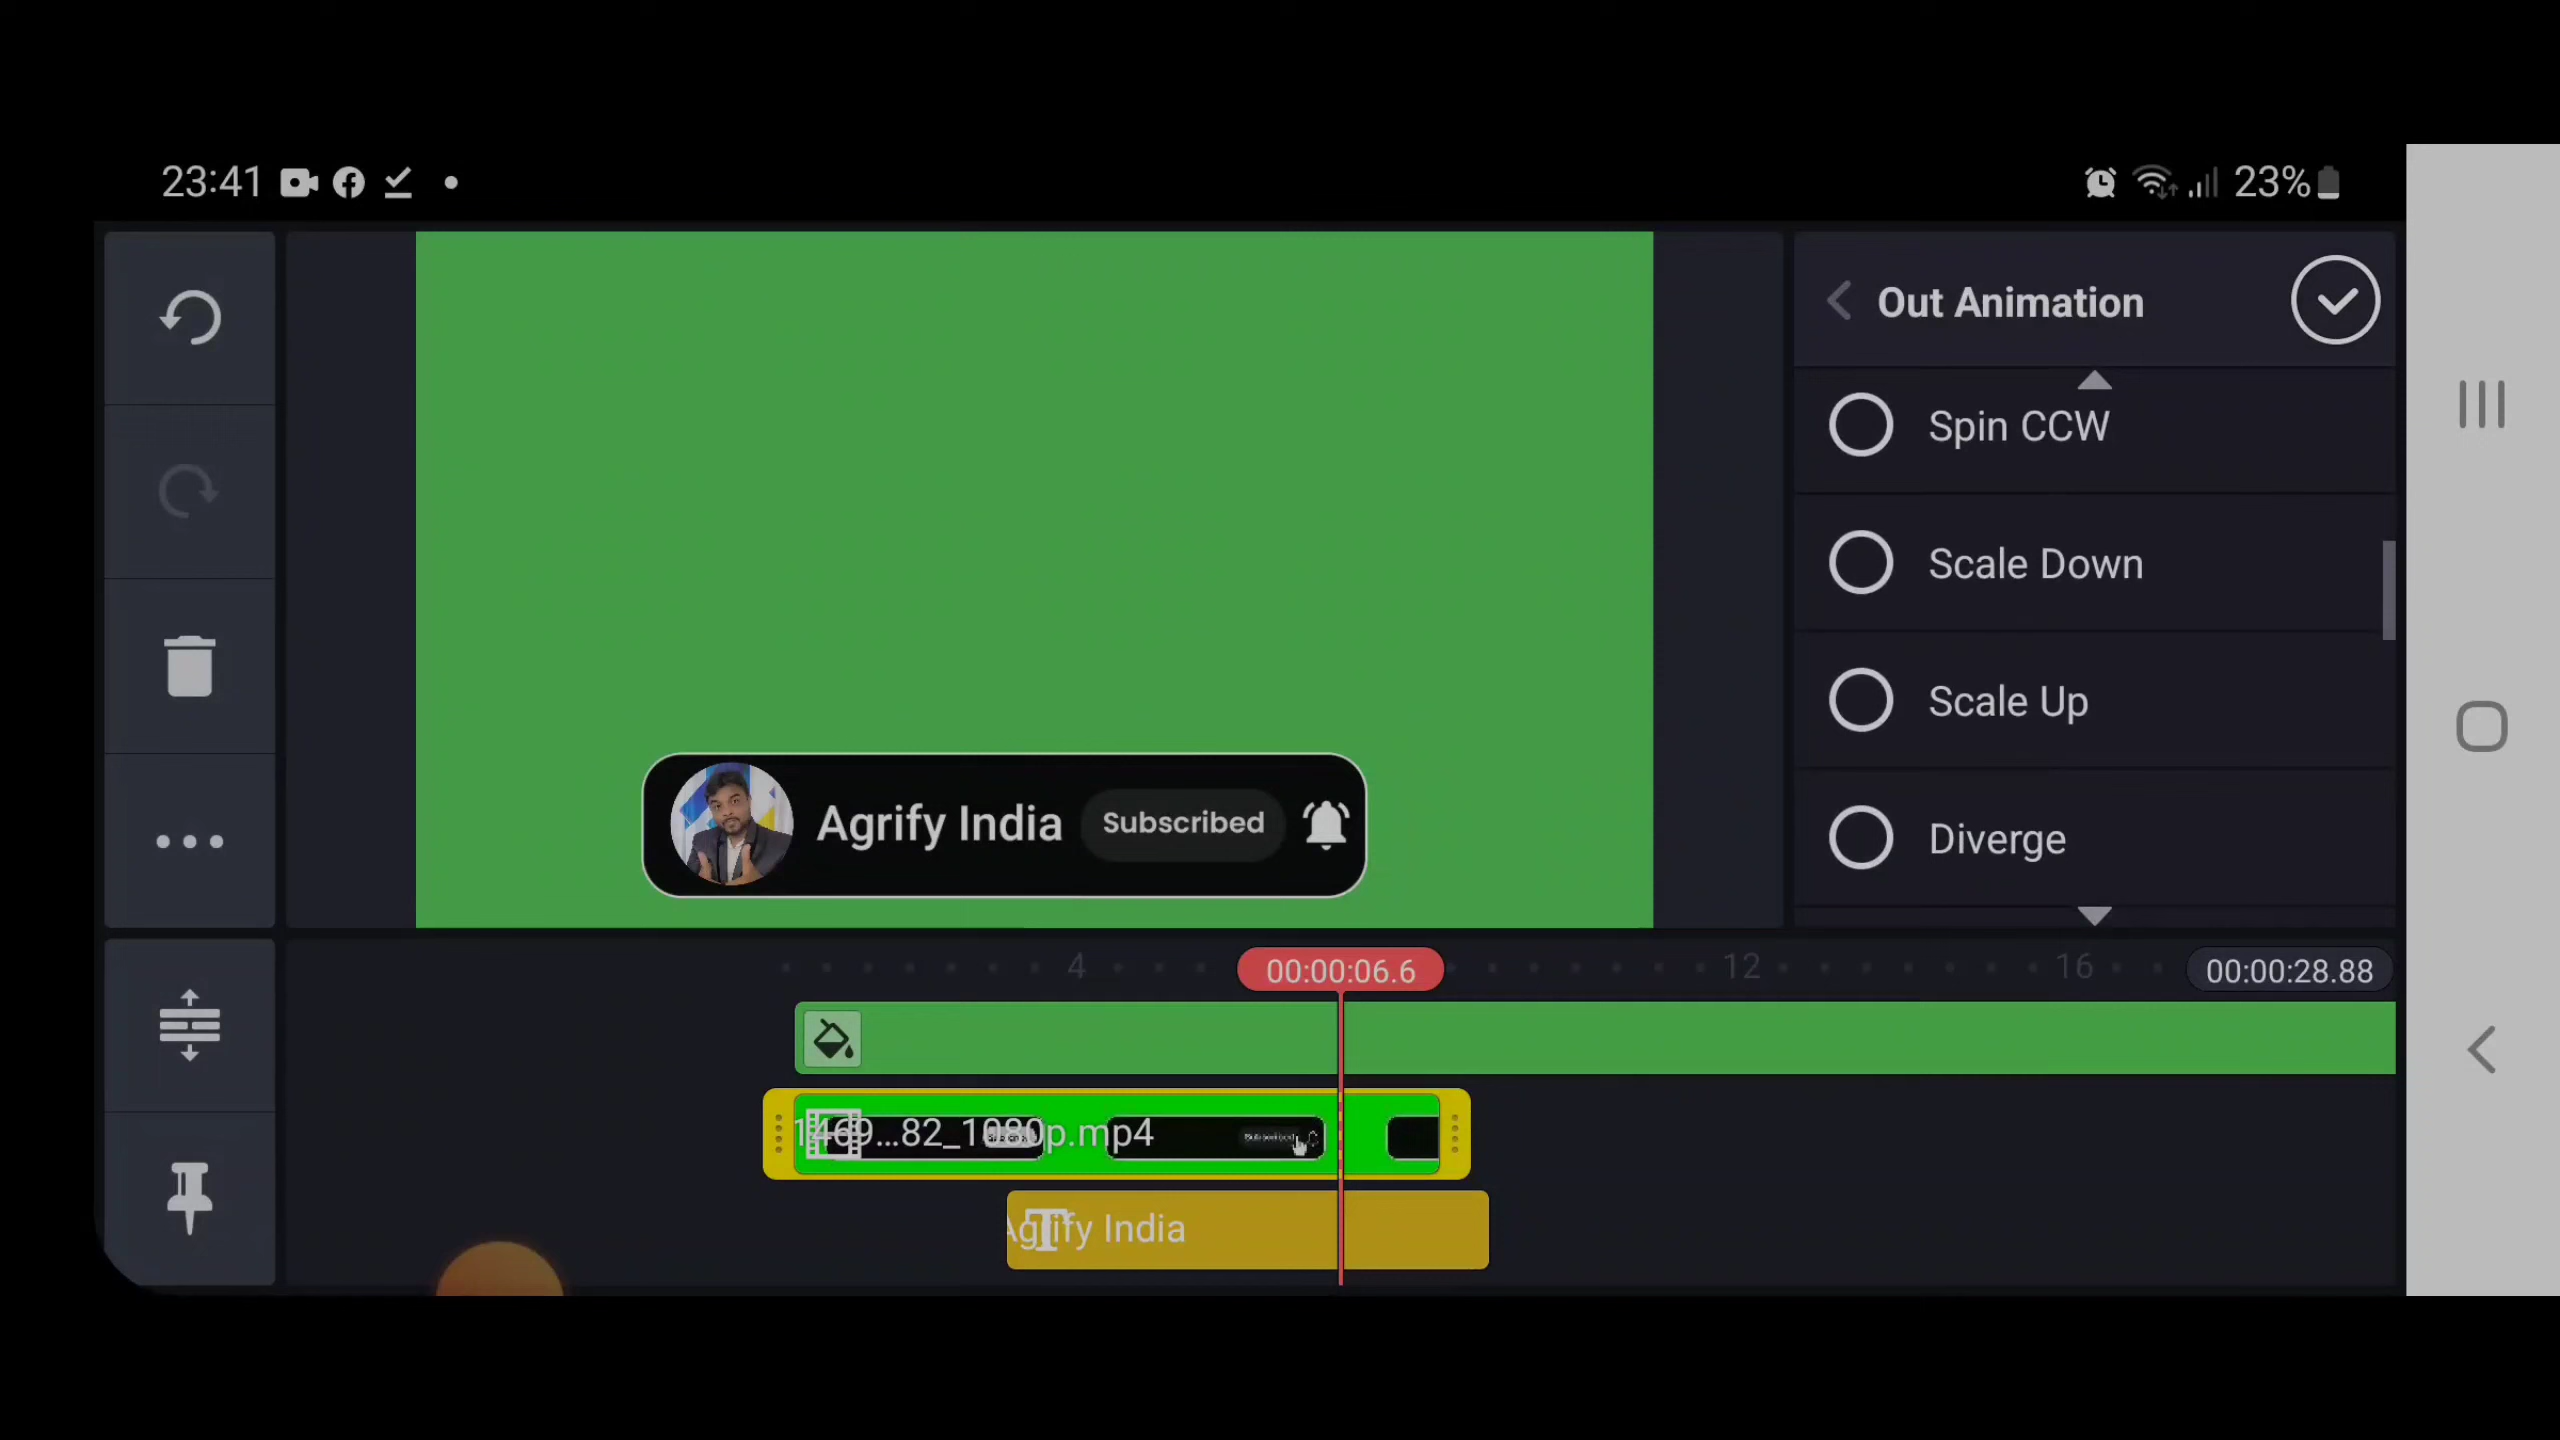 23:41
23%
Out Animation
Spin CCW
Scale Down
Scale Up
Diverge
Agrify India Subscribed
4 00:00:06.6 12 16 00:00:28.88
1469...82_1080p.mp4
Agrify India